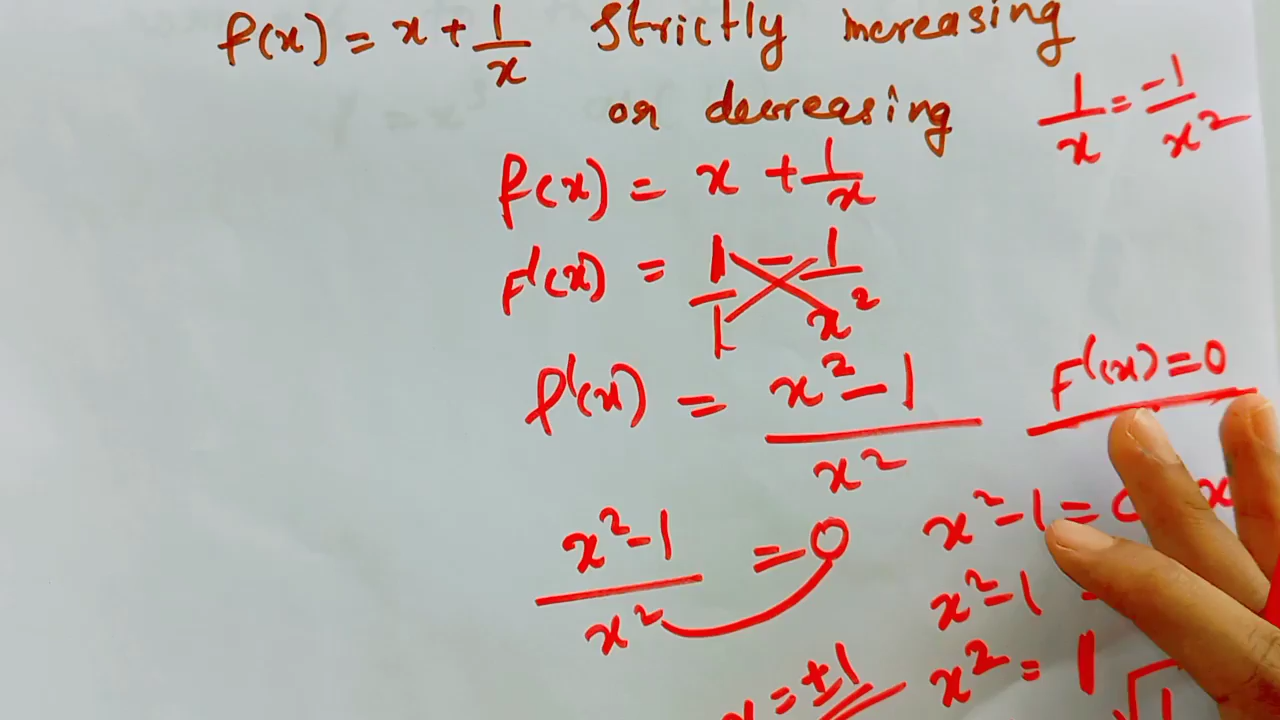 f(x) = x + 1/x strictly increasing
or decreasing
1/x = -1/x²
f(x) = x + 1/x
F'(x) = 1/1 - 1/x²
f'(x) = x² - 1/x²
F'(x) = 0
x² - 1/x² = 0
x² - 1 =
x
x² - 1
x² = 1
x = ±1
√1